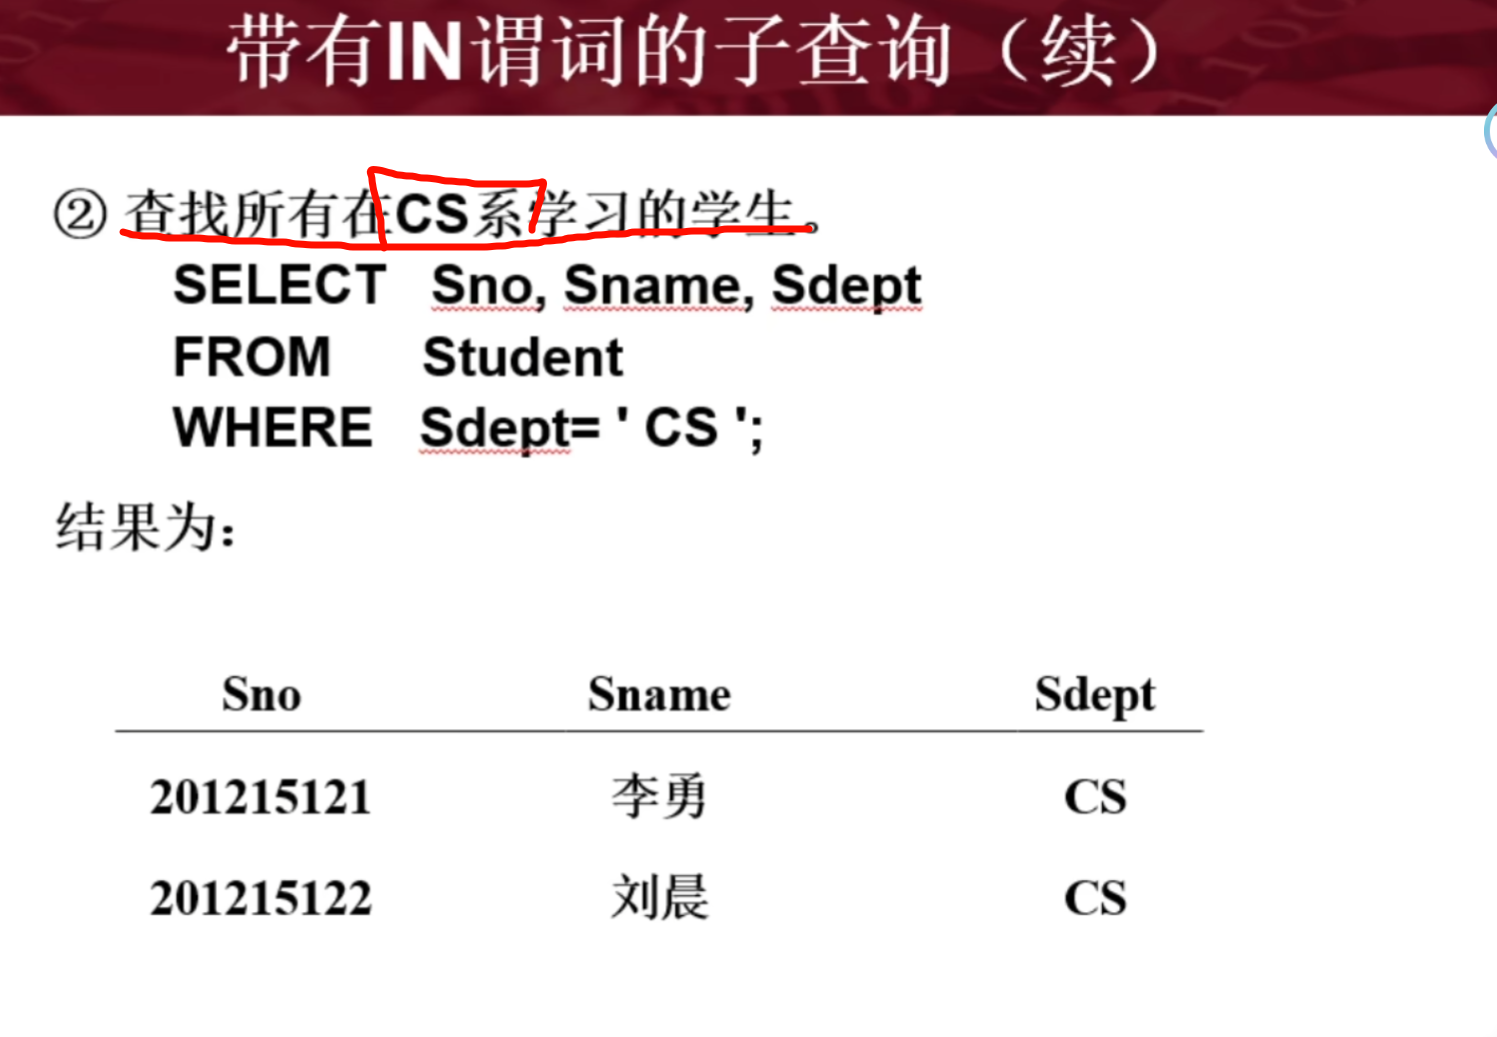 带有IN谓词的子查询（续）
② 查找所有在CS系学习的学生。
SELECT Sno, Sname, Sdept
FROM Student
WHERE Sdept= ' CS ';
结果为：
Sno Sname Sdept
201215121 李勇 CS
201215122 刘晨 CS